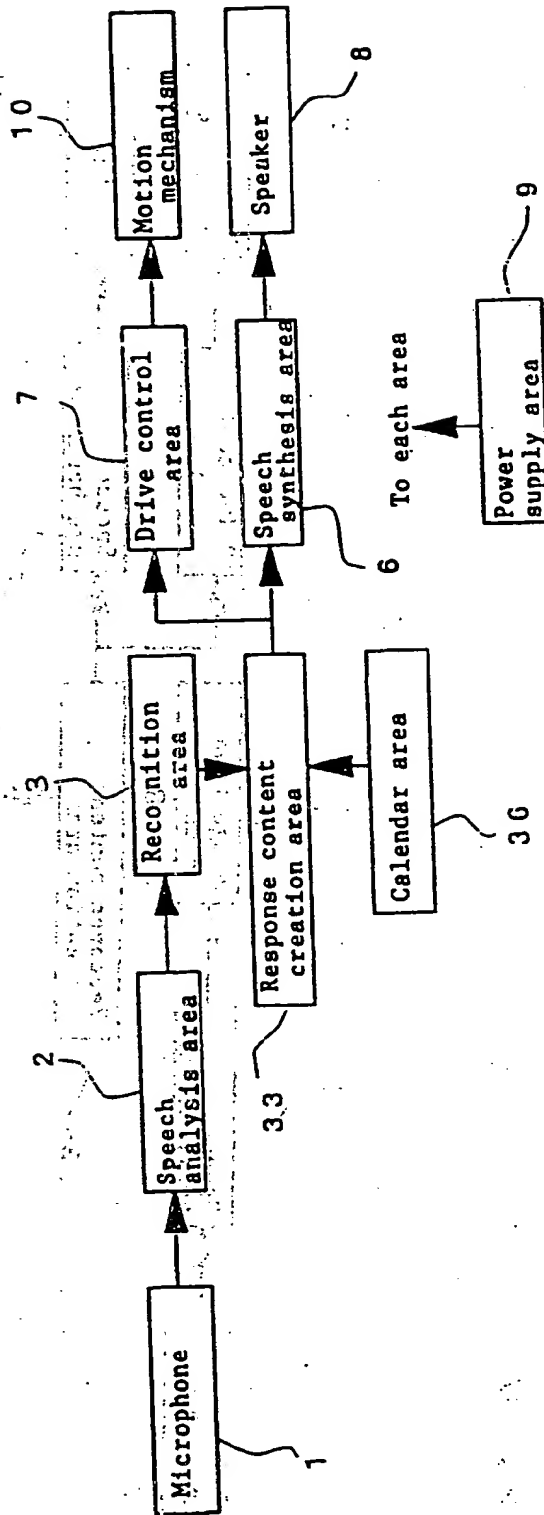 1
Microphone
2
Speech
analysis area
3
Recognition
area
33
Response content
creation area
36
Calendar area
7
Drive control
area
10
Motion
mechanism
6
Speech
synthesis area
8
Speaker
To each area
9
Power
supply area